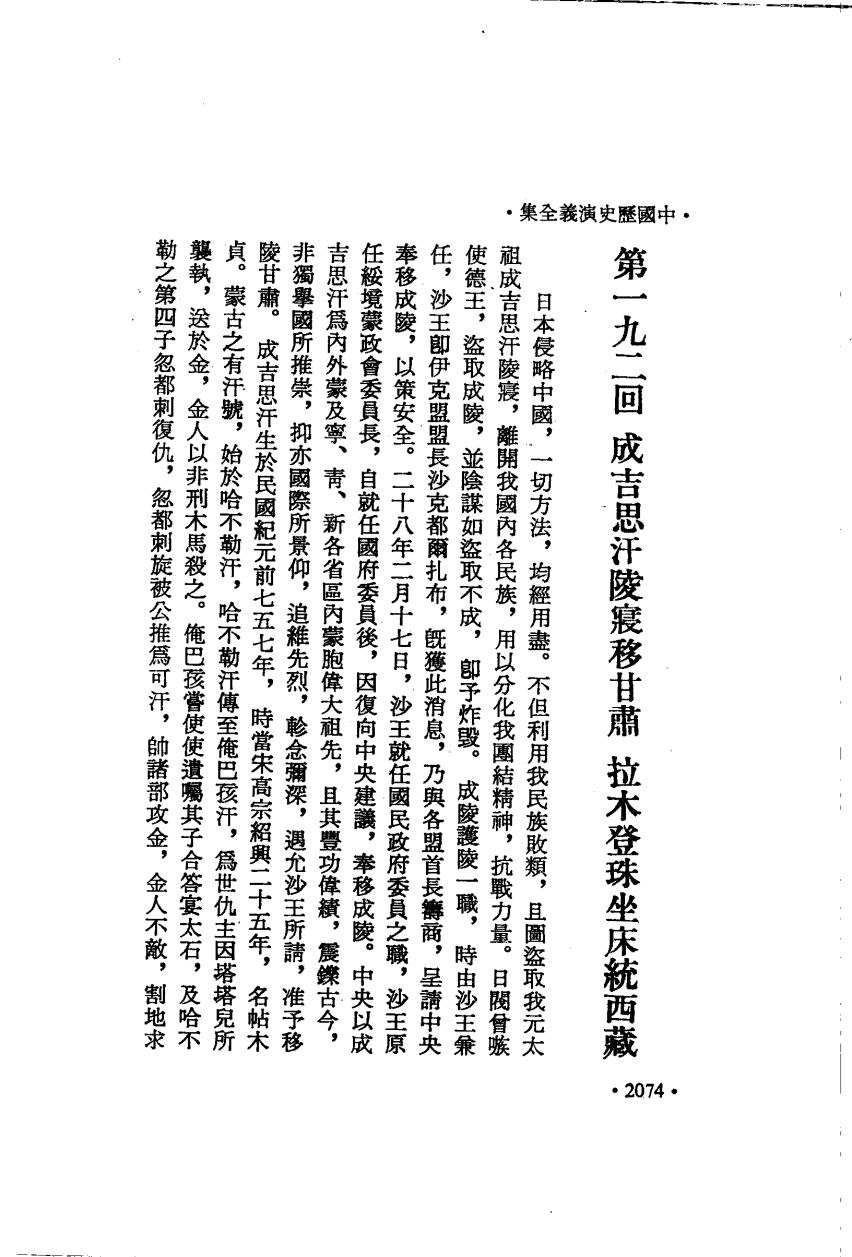 •中國歷史演義全集•
第一九二回 成吉思汗陵寢移甘肅 拉木登珠坐床統西藏
日本侵略中國，一切方法，均經用盡。不但利用我民族敗類，且圖盜取我元太
祖成吉思汗陵寢，離開我國內各民族，用以分化我團結精神，抗戰力量。日閥曾嗾
使德王，盜取成陵，並陰謀如盜取不成，卽予炸毀。成陵護陵一職，時由沙王兼
任，沙王卽伊克盟盟長沙克都爾扎布，旣獲此消息，乃與各盟首長籌商，呈請中央
奉移成陵，以策安全。二十八年二月十七日，沙王就任國民政府委員之職，沙王原
任綏境蒙政會委員長，自就任國府委員後，因復向中央建議，奉移成陵。中央以成
吉思汗爲內外蒙及寧、靑、新各省區內蒙胞偉大祖先，且其豐功偉績，震鑠古今，
非獨舉國所推崇，抑亦國際所景仰，追維先烈，軫念彌深，遇允沙王所請，准予移
陵甘肅。成吉思汗生於民國紀元前七五七年，時當宋高宗紹興二十五年，名帖木
貞。蒙古之有汗號，始於哈不勒汗，哈不勒汗傳至俺巴孩汗，爲世仇主因塔塔兒所
襲執，送於金，金人以非刑木馬殺之。俺巴孩嘗使使遺囑其子合答宴太石，及哈不
勒之第四子忽都刺復仇，忽都刺旋被公推爲可汗，帥諸部攻金，金人不敵，割地求
•2074•